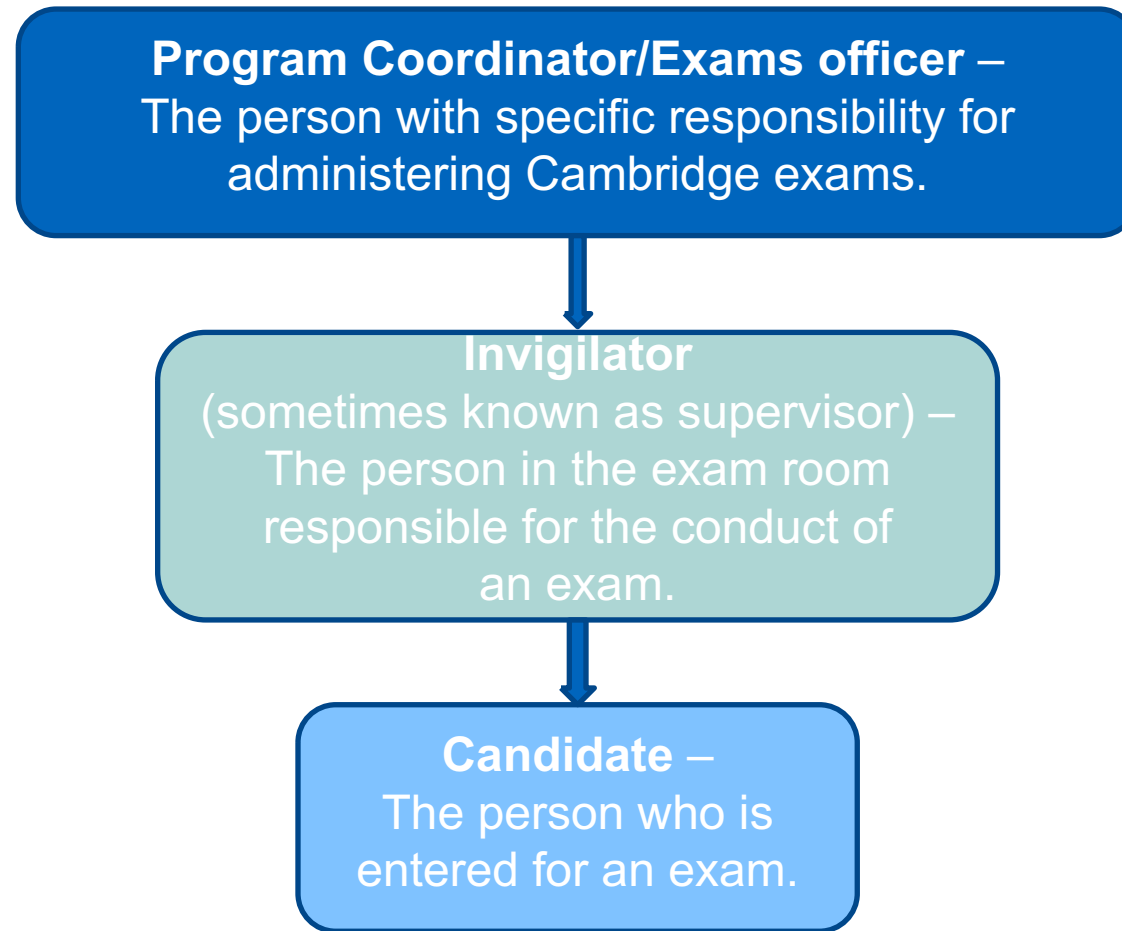 Program Coordinator/Exams officer –
The person with specific responsibility for
administering Cambridge exams.
Invigilator
(sometimes known as supervisor) –
The person in the exam room
responsible for the conduct of
an exam.
Candidate –
The person who is
entered for an exam.